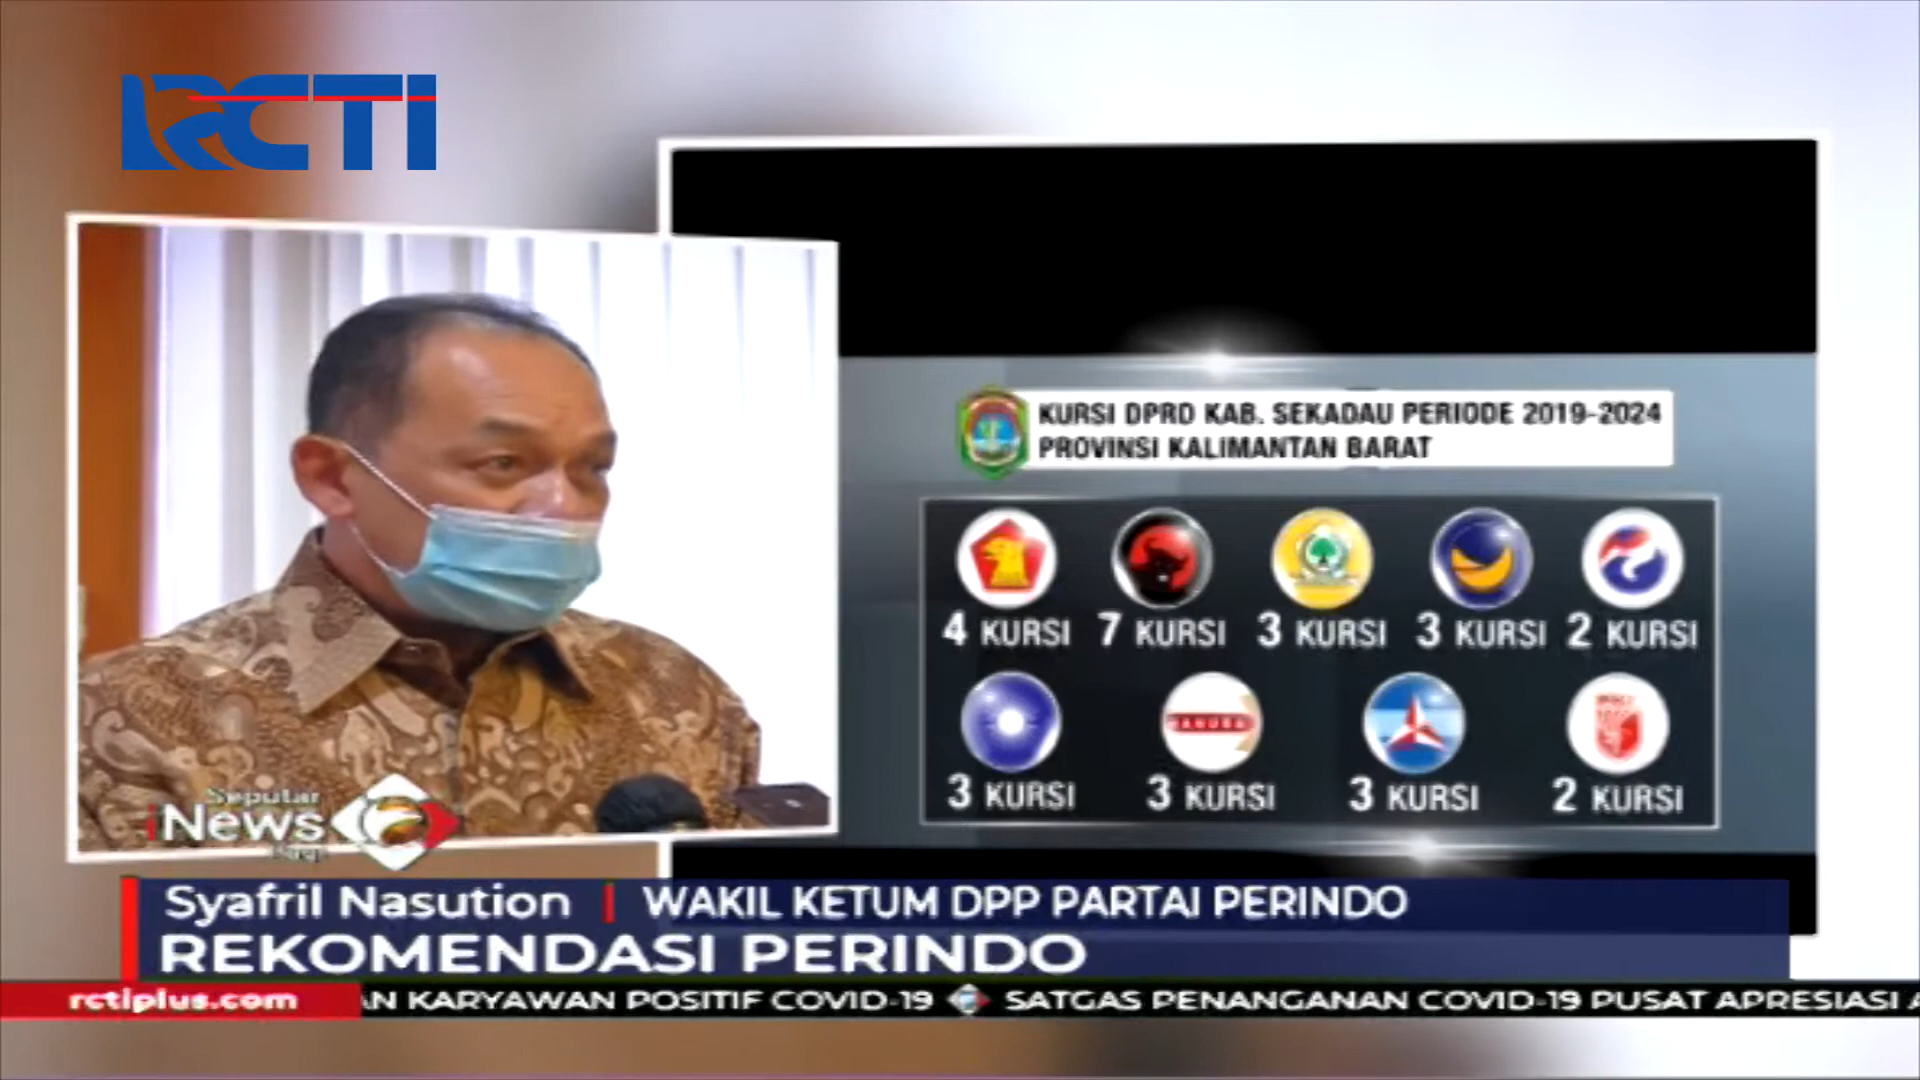 RCTI
KURSI DPRD KAB. SEKADAU PERIODE 2019-2024
PROVINSI KALIMANTAN BARAT
4 KURSI 7 KURSI 3 KURSI 3 KURSI 2 KURSI
HANURA
3 KURSI 3 KURSI 3 KURSI 2 KURSI
Seputar
iNews
Syafril Nasution | WAKIL KETUM DPP PARTAI PERINDO
REKOMENDASI PERINDO
rctiplus.com AN KARYAWAN POSITIF COVID-19 SATGAS PENANGANAN COVID-19 PUSAT APRESIASI A